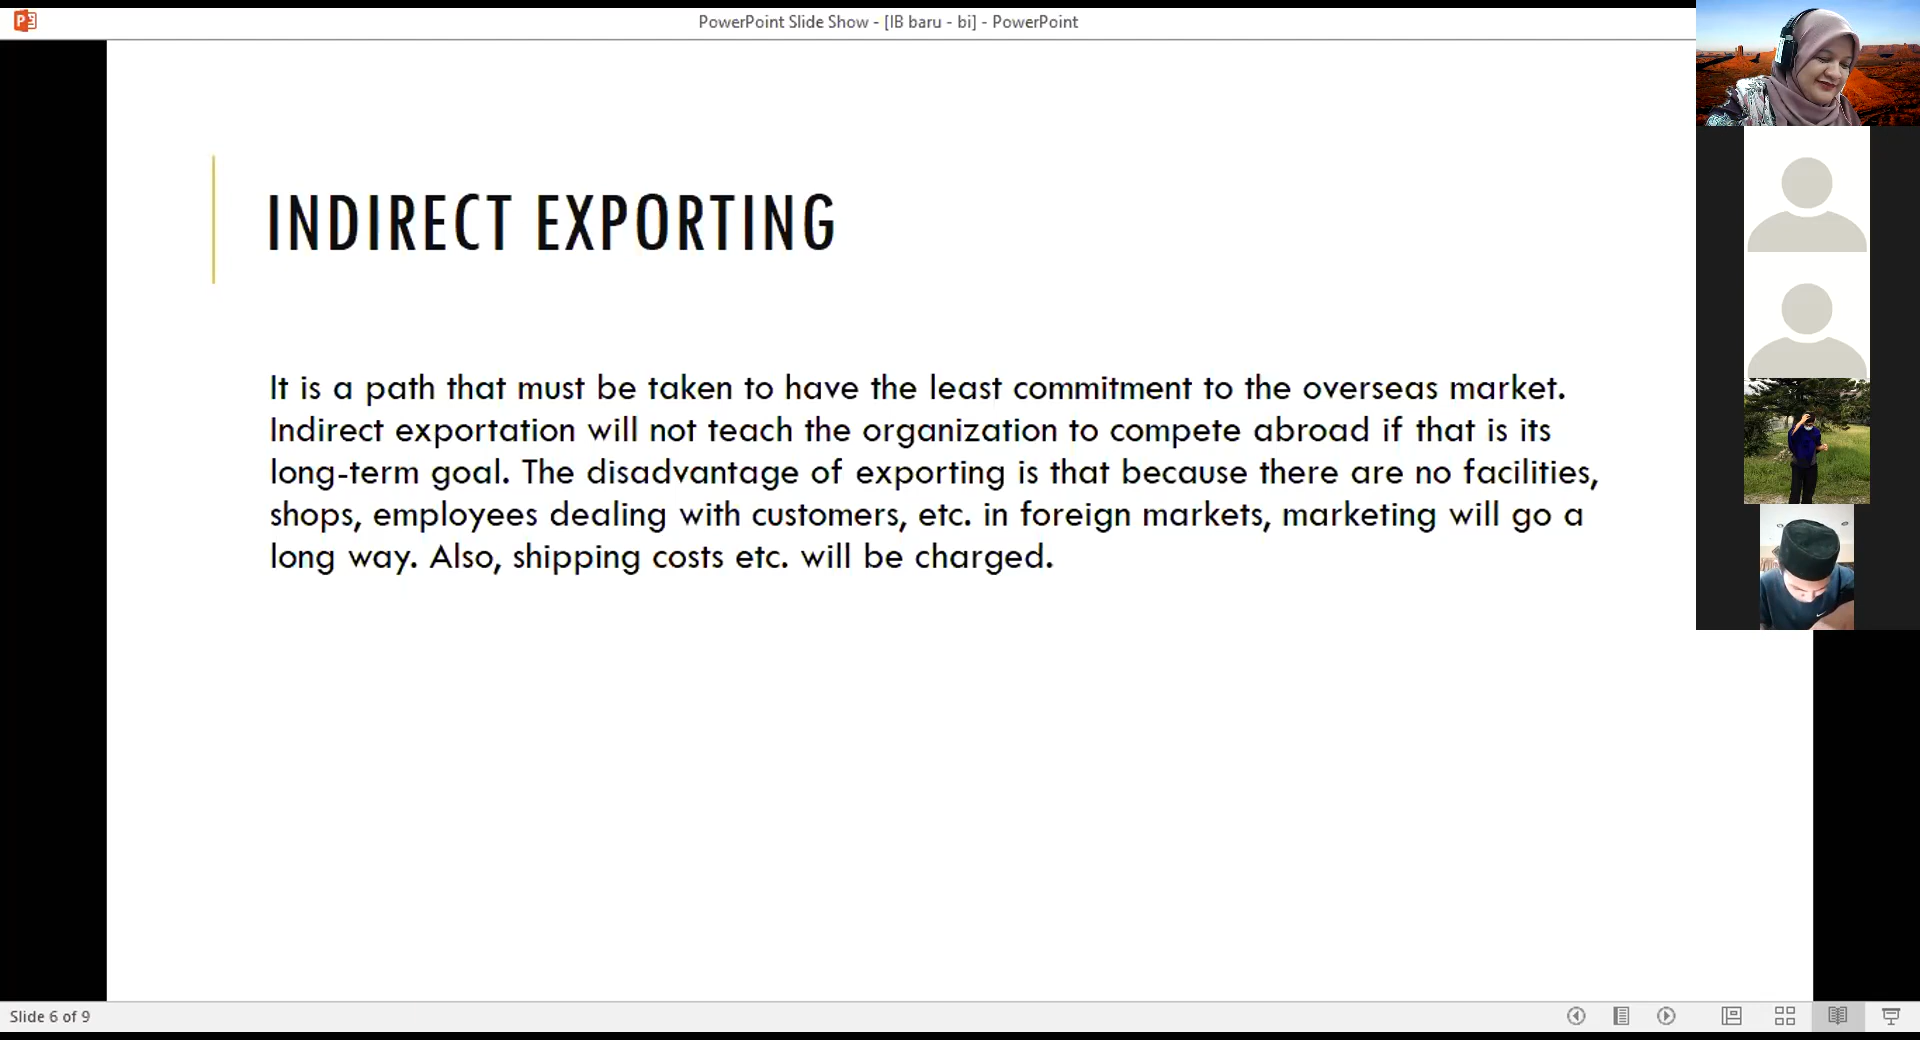 PowerPoint Slide Show - [IB baru - bi] - PowerPoint
INDIRECT EXPORTING
It is a path that must be taken to have the least commitment to the overseas market.
Indirect exportation will not teach the organization to compete abroad if that is its
long-term goal. The disadvantage of exporting is that because there are no facilities,
shops, employees dealing with customers, etc. in foreign markets, marketing will go a
long way. Also, shipping costs etc. will be charged.
Slide 6 of 9